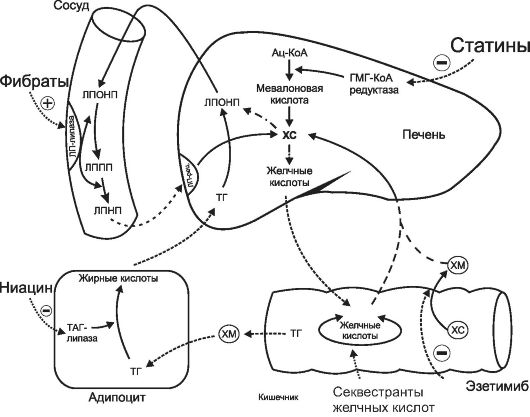 Сосуд
Статины
Ац-КоА
ГМГ-КоА
редуктаза
Фибраты
Мевалоновая
кислота
ЛПОНП
ЛПОНП
ЛП-липаза
ХС
Печень
ЛППП
Желчные
кислоты
ЛП-рец.
ЛПНП
ТГ
ХМ
Жирные кислоты
Ниацин
ТАГ-
липаза
ХМ
ТГ
Желчные
кислоты
ХС
ТГ
Эзетимиб
Адипоцит
Кишечник
Секвестранты
желчных кислот